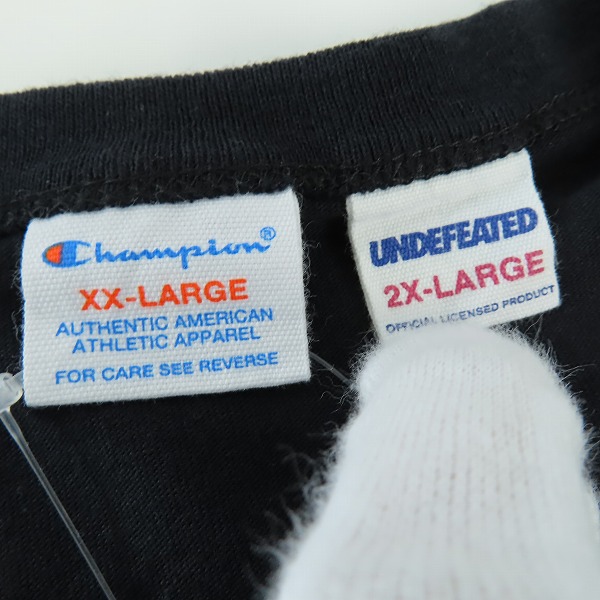 Champion®
XX-LARGE
AUTHENTIC AMERICAN
ATHLETIC APPAREL
FOR CARE SEE REVERSE
UNDEFEATED
2X-LARGE
OFFICIAL LICENSED PRODUCT